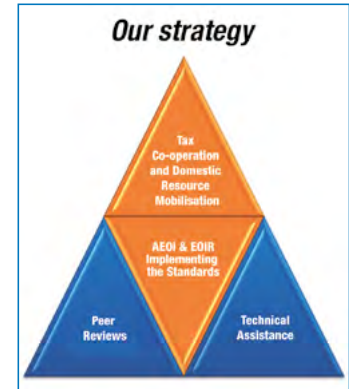 Our strategy
Tax
Co-operation
and Domestic
Resource
Mobilisation
AEOI & EOIR
Implementing
the Standards
Peer
Reviews
Technical
Assistance